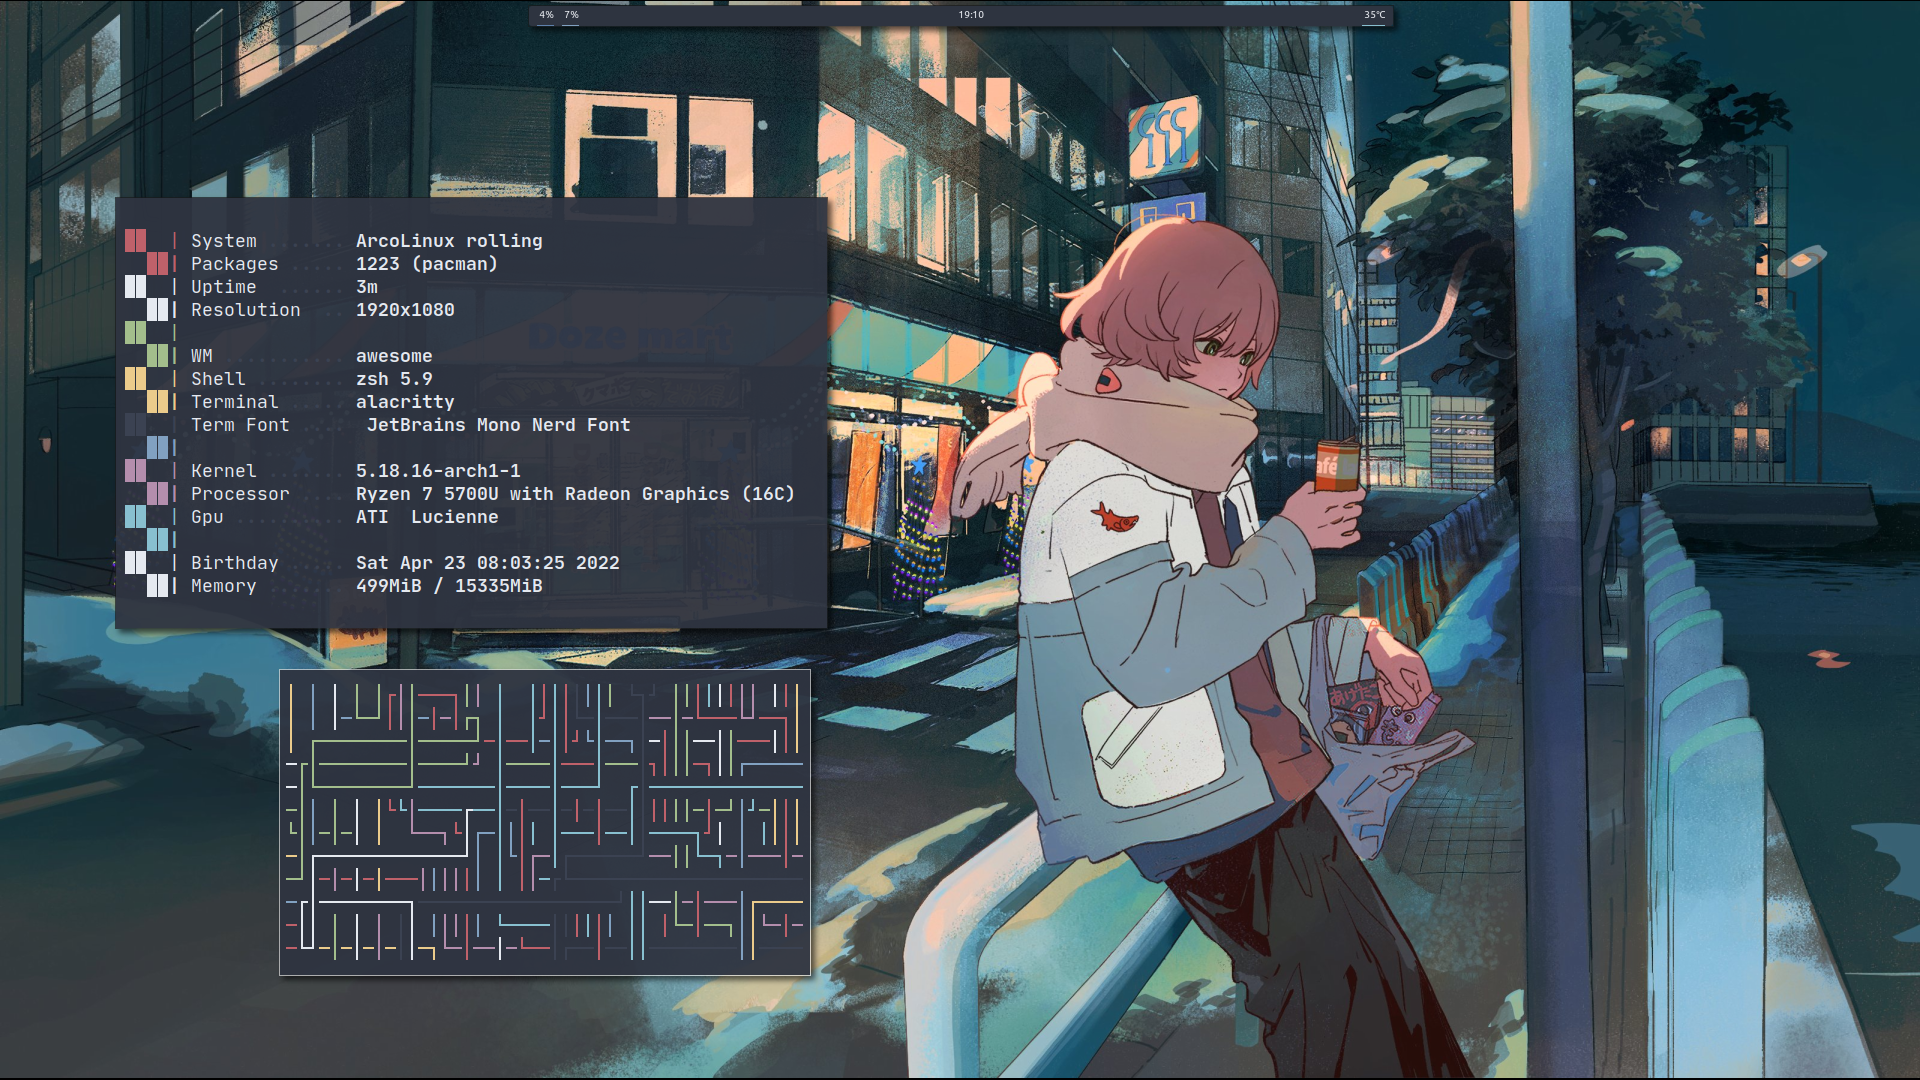 4% 7% 19:10 35°C
System ....... ArcoLinux rolling
Packages ..... 1223 (pacman)
Uptime ....... 3m
Resolution ... 1920x1080
WM ........... awesome
Shell ........ zsh 5.9
Terminal ..... alacritty
Term Font .... JetBrains Mono Nerd Font
Kernel ....... 5.18.16-arch1-1
Processor .... Ryzen 7 5700U with Radeon Graphics (16C)
Gpu .......... ATI Lucienne
Birthday ..... Sat Apr 23 08:03:25 2022
Memory ....... 499MiB / 15335MiB
Doze mart
afé
あげたこ